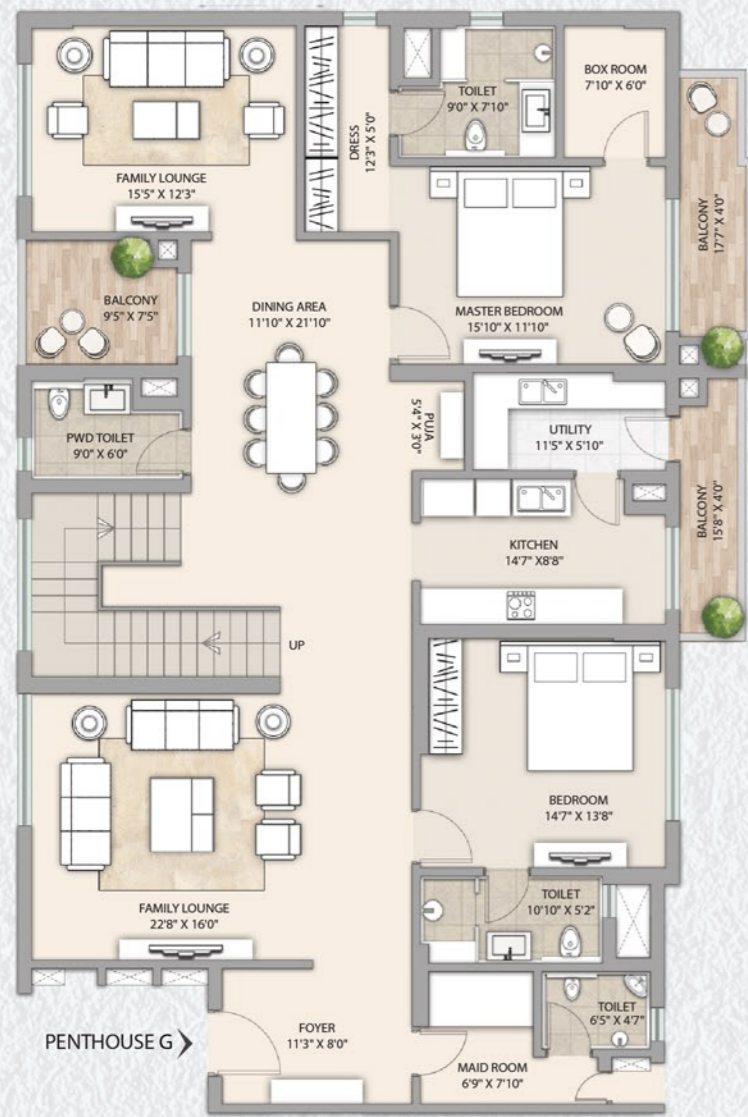 TOILET
9'0" X 7'10"
BOX ROOM
7'10" X 6'0"
DRESS
12'3" X 5'0"
FAMILY LOUNGE
15'5" X 12'3"
BALCONY
17'7" X 4'0"
BALCONY
9'5" X 7'5"
DINING AREA
11'10" X 21'10"
MASTER BEDROOM
15'10" X 11'10"
PUJA
5'4" X 3'0"
UTILITY
11'5" X 5'10"
PWD TOILET
9'0" X 6'0"
BALCONY
15'8" X 4'0"
KITCHEN
14'7" X8'8"
UP
BEDROOM
14'7" X 13'8"
FAMILY LOUNGE
22'8" X 16'0"
TOILET
10'10" X 5'2"
PENTHOUSE G
FOYER
11'3" X 8'0"
TOILET
6'5" X 4'7"
MAID ROOM
6'9" X 7'10"